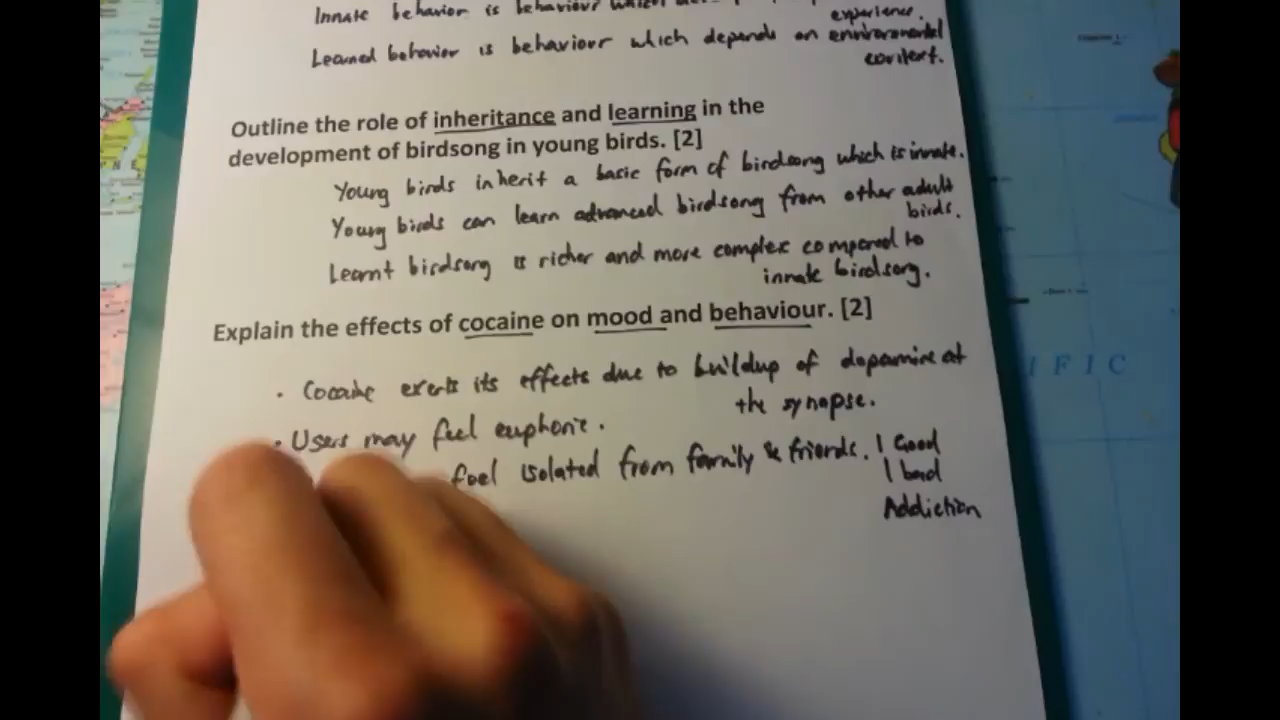 Innate behavior is behaviour which
experience.
Learned behavior is behaviour which depends on environmental
context.
Outline the role of inheritance and learning in the
development of birdsong in young birds. [2]
Young birds inherit a basic form of birdsong which is innate.
Young birds can learn advanced birdsong from other adult
birds.
Learnt birdsong is richer and more complex compared to
innate birdsong.
Explain the effects of cocaine on mood and behaviour. [2]
• Cocaine exerts its effects due to buildup of dopamine at
the synapse.
• Users may feel euphoric.
feel isolated from family & friends.
1 Good
1 bad
Addiction
I F I C